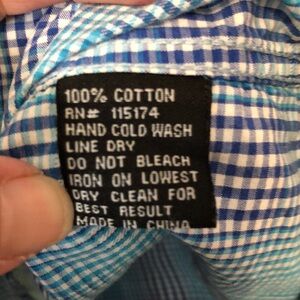 100% COTTON
RN# 115174
HAND COLD WASH
LINE DRY
DO NOT BLEACH
IRON ON LOWEST
DRY CLEAN FOR
BEST RESULT
MADE IN CHINA